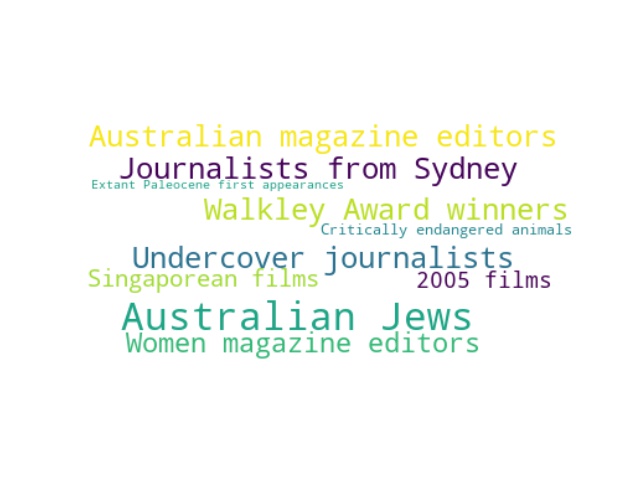 Australian magazine editors
Journalists from Sydney
Extant Paleocene first appearances
Walkley Award winners
Critically endangered animals
Undercover journalists
Singaporean films
2005 films
Australian Jews
Women magazine editors